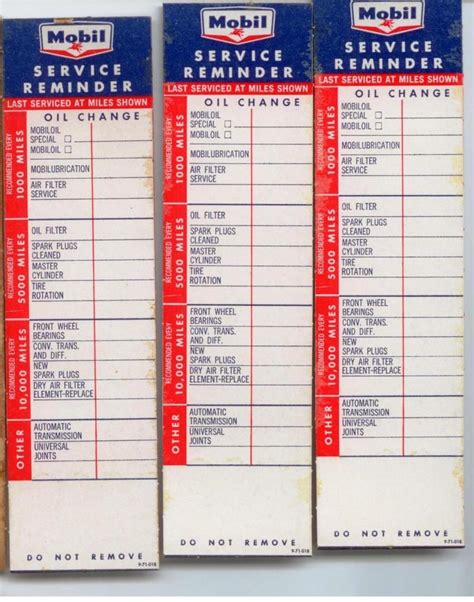 Mobil
SERVICE
REMINDER
LAST SERVICED AT MILES SHOWN
RECOMMENDED EVERY
1000 MILES
OIL CHANGE
MOBILOIL
SPECIAL
MOBILOIL
MOBILUBRICATION
AIR FILTER
SERVICE
RECOMMENDED EVERY
5000 MILES
OIL FILTER
SPARK PLUGS
CLEANED
MASTER
CYLINDER
TIRE
ROTATION
RECOMMENDED EVERY
10,000 MILES
FRONT WHEEL
BEARINGS
CONV. TRANS.
AND DIFF.
NEW
SPARK PLUGS
DRY AIR FILTER
ELEMENT-REPLACE
OTHER
AUTOMATIC
TRANSMISSION
UNIVERSAL
JOINTS
DO NOT REMOVE
9-71-018
Mobil
SERVICE
REMINDER
LAST SERVICED AT MILES SHOWN
RECOMMENDED EVERY
1000 MILES
OIL CHANGE
MOBILOIL
SPECIAL
MOBILOIL
MOBILUBRICATION
AIR FILTER
SERVICE
RECOMMENDED EVERY
5000 MILES
OIL FILTER
SPARK PLUGS
CLEANED
MASTER
CYLINDER
TIRE
ROTATION
RECOMMENDED EVERY
10,000 MILES
FRONT WHEEL
BEARINGS
CONV. TRANS.
AND DIFF.
NEW
SPARK PLUGS
DRY AIR FILTER
ELEMENT-REPLACE
OTHER
AUTOMATIC
TRANSMISSION
UNIVERSAL
JOINTS
DO NOT REMOVE
9-71-018
Mobil
SERVICE
REMINDER
LAST SERVICED AT MILES SHOWN
RECOMMENDED EVERY
1000 MILES
OIL CHANGE
MOBILOIL
SPECIAL
MOBILOIL
MOBILUBRICATION
AIR FILTER
SERVICE
RECOMMENDED EVERY
5000 MILES
OIL FILTER
SPARK PLUGS
CLEANED
MASTER
CYLINDER
TIRE
ROTATION
RECOMMENDED EVERY
10,000 MILES
FRONT WHEEL
BEARINGS
CONV. TRANS.
AND DIFF.
NEW
SPARK PLUGS
DRY AIR FILTER
ELEMENT-REPLACE
OTHER
AUTOMATIC
TRANSMISSION
UNIVERSAL
JOINTS
DO NOT REMOVE
9-71-018